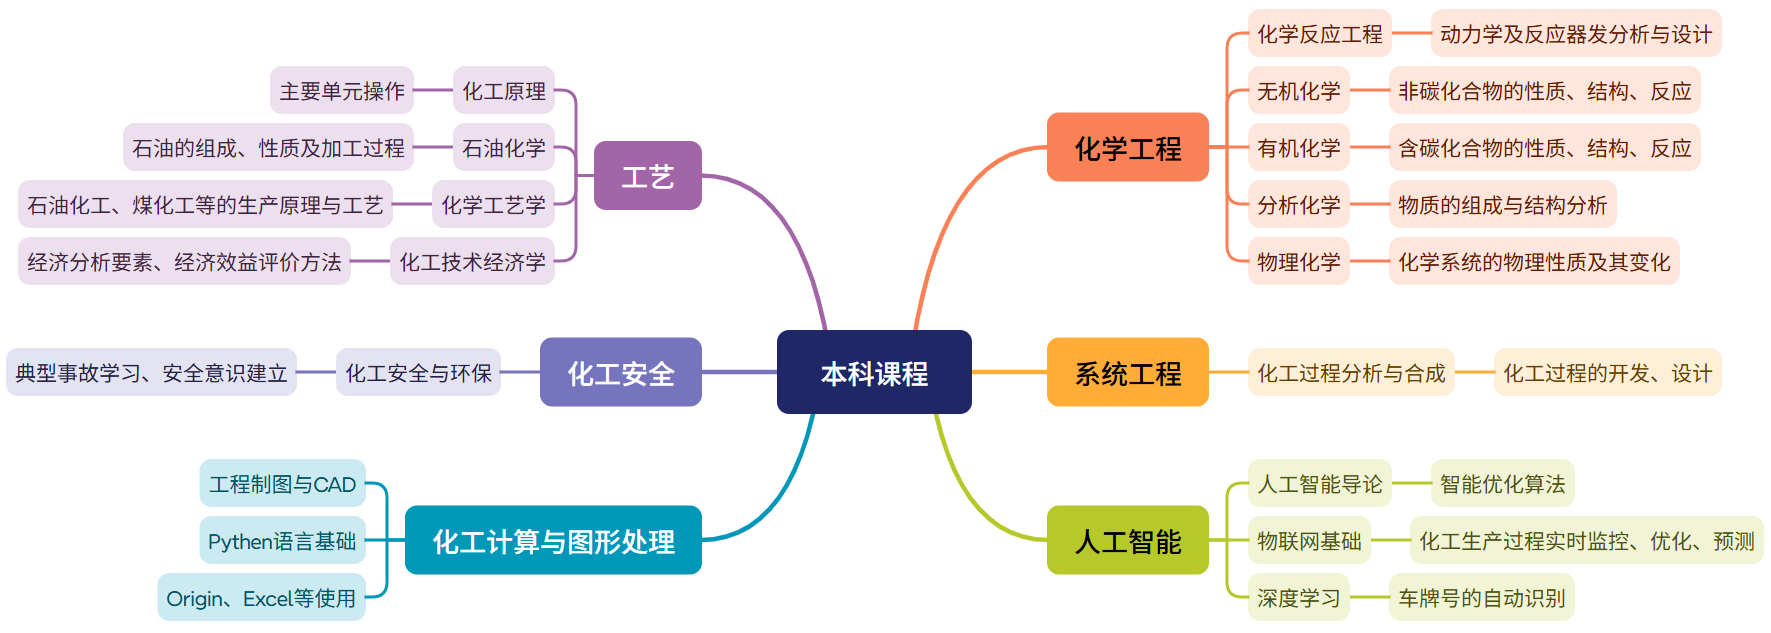 本科课程
化学工程
化学反应工程
动力学及反应器发分析与设计
无机化学
非碳化合物的性质、结构、反应
有机化学
含碳化合物的性质、结构、反应
分析化学
物质的组成与结构分析
物理化学
化学系统的物理性质及其变化
系统工程
化工过程分析与合成
化工过程的开发、设计
人工智能
人工智能导论
智能优化算法
物联网基础
化工生产过程实时监控、优化、预测
深度学习
车牌号的自动识别
工艺
化工原理
主要单元操作
石油化学
石油的组成、性质及加工过程
化学工艺学
石油化工、煤化工等的生产原理与工艺
化工技术经济学
经济分析要素、经济效益评价方法
化工安全
化工安全与环保
典型事故学习、安全意识建立
化工计算与图形处理
工程制图与CAD
Pythen语言基础
Origin、Excel等使用